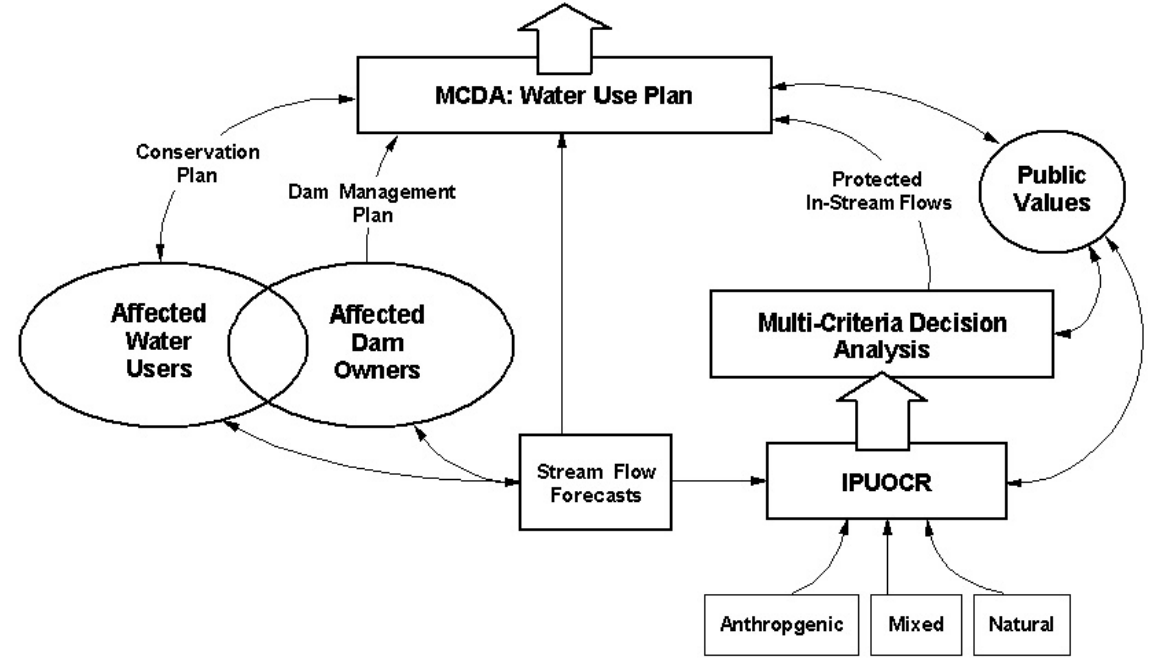 MCDA: Water Use Plan
Conservation
Plan
Dam Management
Plan
Protected
In-Stream Flows
Public
Values
Affected
Water
Users
Affected
Dam
Owners
Multi-Criteria Decision
Analysis
Stream Flow
Forecasts
IPUOCR
Anthropgenic
Mixed
Natural